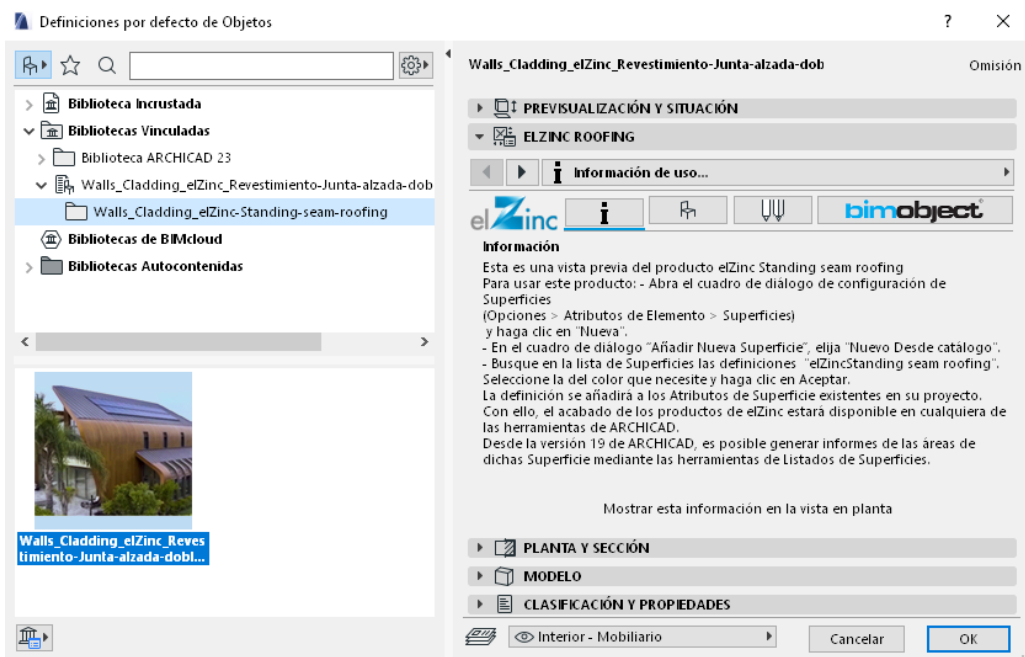 Definiciones por defecto de Objetos
? ×
Biblioteca Incrustada
Bibliotecas Vinculadas
Biblioteca ARCHICAD 23
Walls_Cladding_elZinc_Revestimiento-Junta-alzada-dob
Walls_Cladding_elZinc-Standing-seam-roofing
Bibliotecas de BIMcloud
Bibliotecas Autocontenidas
Walls_Cladding_elZinc_Reves
timiento-Junta-alzada-dobl...
Walls_Cladding_elZinc_Revestimiento-Junta-alzada-dob
Omisión
PREVISUALIZACIÓN Y SITUACIÓN
ELZINC ROOFING
Información de uso...
elZinc
bimobject
Información
Esta es una vista previa del producto elZinc Standing seam roofing
Para usar este producto: - Abra el cuadro de diálogo de configuración de
Superficies
(Opciones > Atributos de Elemento > Superficies)
y haga clic en "Nueva".
- En el cuadro de diálogo "Añadir Nueva Superficie", elija "Nuevo Desde catálogo".
- Busque en la lista de Superficies las definiciones "elZincStanding seam roofing".
Seleccione la del color que necesite y haga clic en Aceptar.
La definición se añadirá a los Atributos de Superficie existentes en su proyecto.
Con ello, el acabado de los productos de elZinc estará disponible en cualquiera de
las herramientas de ARCHICAD.
Desde la versión 19 de ARCHICAD, es posible generar informes de las áreas de
dichas Superficie mediante las herramientas de Listados de Superficies.
Mostrar esta información en la vista en planta
PLANTA Y SECCIÓN
MODELO
CLASIFICACIÓN Y PROPIEDADES
Interior - Mobiliario
Cancelar
OK